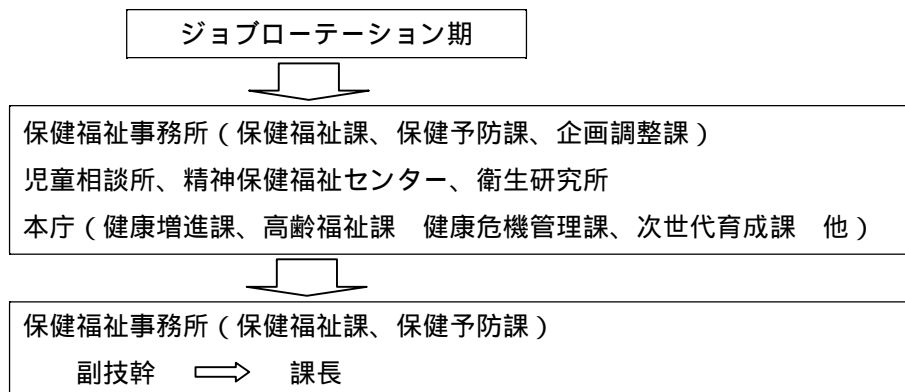 ジョブローテーション期
保健福祉事務所（保健福祉課、保健予防課、企画調整課）
児童相談所、精神保健福祉センター、衛生研究所
本庁（健康増進課、高齢福祉課　健康危機管理課、次世代育成課　他）
保健福祉事務所（保健福祉課、保健予防課）
副技幹　⇨　課長